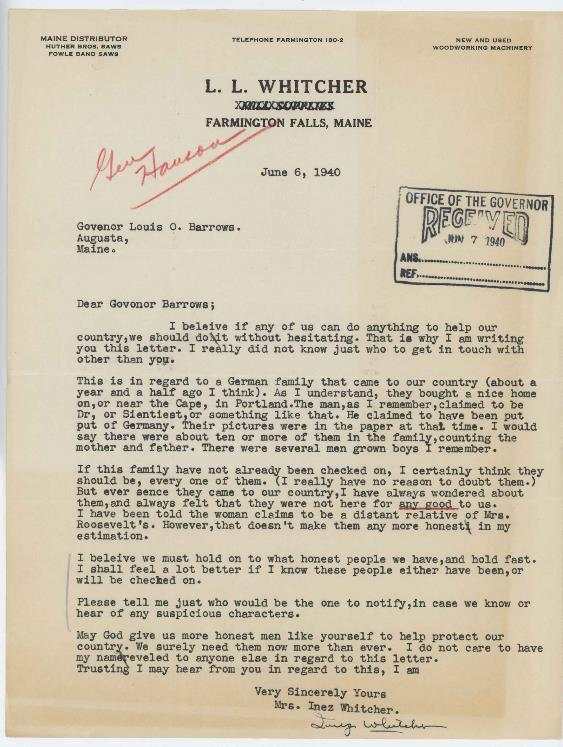 MAINE DISTRIBUTOR
HUTHER BROS. SAWS
FOWLE BAND SAWS
TELEPHONE FARMINGTON 180-2
NEW AND USED
WOODWORKING MACHINERY
L. L. WHITCHER
MILL SUPPLIES
FARMINGTON FALLS, MAINE
Gen Hanson
June 6, 1940
OFFICE OF THE GOVERNOR
RECEIVED
JUN 7 1940
ANS.
REF.
Govenor Louis O. Barrows.
Augusta,
Maine.
Dear Govonor Barrows;
I beleive if any of us can do anything to help our
country,we should do it without hesitating. That is why I am writing
you this letter. I really did not know just who to get in touch with
other than you.
This is in regard to a German family that came to our country (about a
year and a half ago I think). As I understand, they bought a nice home
on,or near the Cape, in Portland.The man,as I remember,claimed to be
Dr, or Sientiest,or something like that. He claimed to have been put
put of Germany. Their pictures were in the paper at that time. I would
say there were about ten or more of them in the family,counting the
mother and father. There were several men grown boys I remember.
If this family have not already been checked on, I certainly think they
should be, every one of them. (I really have no reason to doubt them.)
But ever sence they came to our country,I have always wondered about
them,and always felt that they were not here for any good to us.
I have been told the woman claims to be a distant relative of Mrs.
Roosevelt's. However,that doesn't make them any more honest in my
estimation.
I beleive we must hold on to what honest people we have,and hold fast.
I shall feel a lot better if I know these people either have been,or
will be checked on.
Please tell me just who would be the one to notify,in case we know or
hear of any suspicious characters.
May God give us more honest men like yourself to help protect our
country. We surely need them now more than ever. I do not care to have
my name reveled to anyone else in regard to this letter.
Trusting I may hear from you in regard to this, I am
Very Sincerely Yours
Mrs. Inez Whitcher.
Inez Whitcher